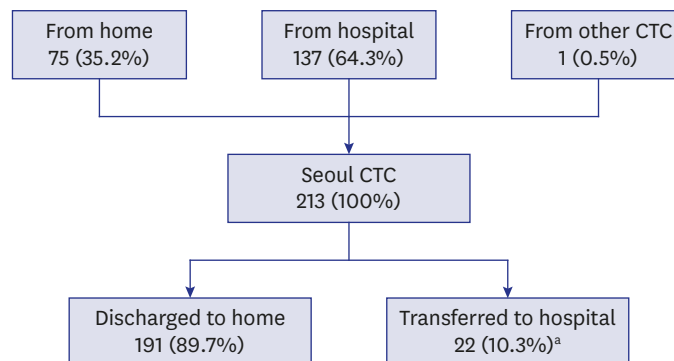 From home
75 (35.2%)
From hospital
137 (64.3%)
From other CTC
1 (0.5%)
Seoul CTC
213 (100%)
Discharged to home
191 (89.7%)
Transferred to hospital
22 (10.3%)ᵃ